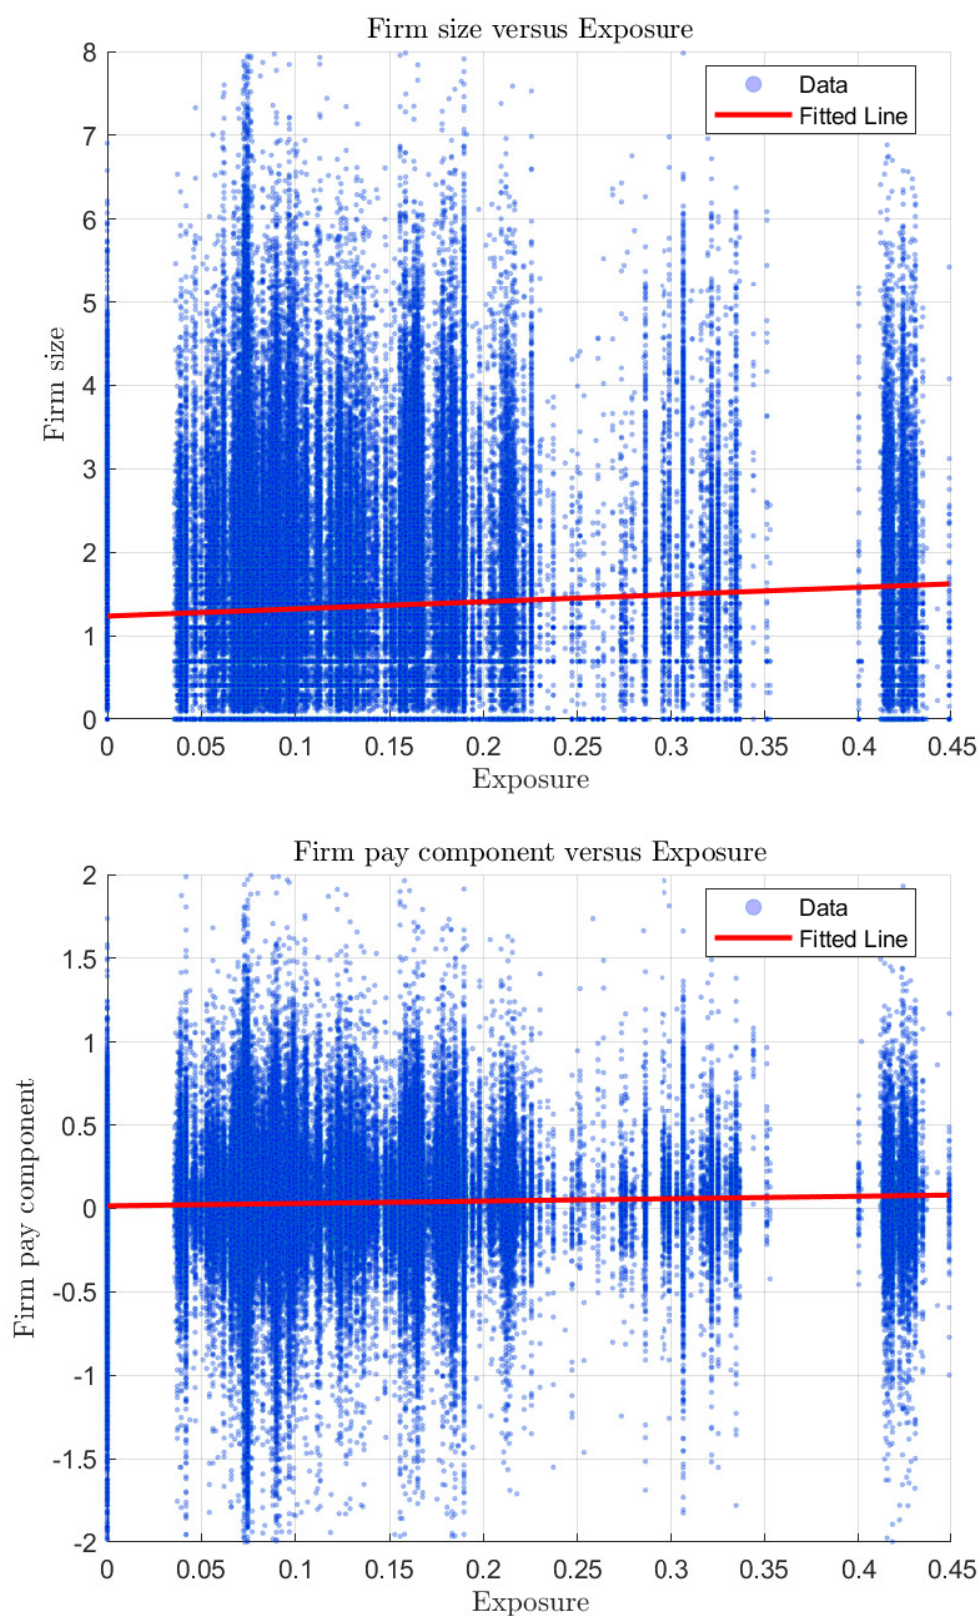 Firm size versus Exposure
8
Data
Fitted Line
7
6
5
4
3
2
1
0
Firm size
0 0.05 0.1 0.15 0.2 0.25 0.3 0.35 0.4 0.45
Exposure
Firm pay component versus Exposure
2
Data
Fitted Line
1.5
1
0.5
0
-0.5
-1
-1.5
-2
Firm pay component
0 0.05 0.1 0.15 0.2 0.25 0.3 0.35 0.4 0.45
Exposure